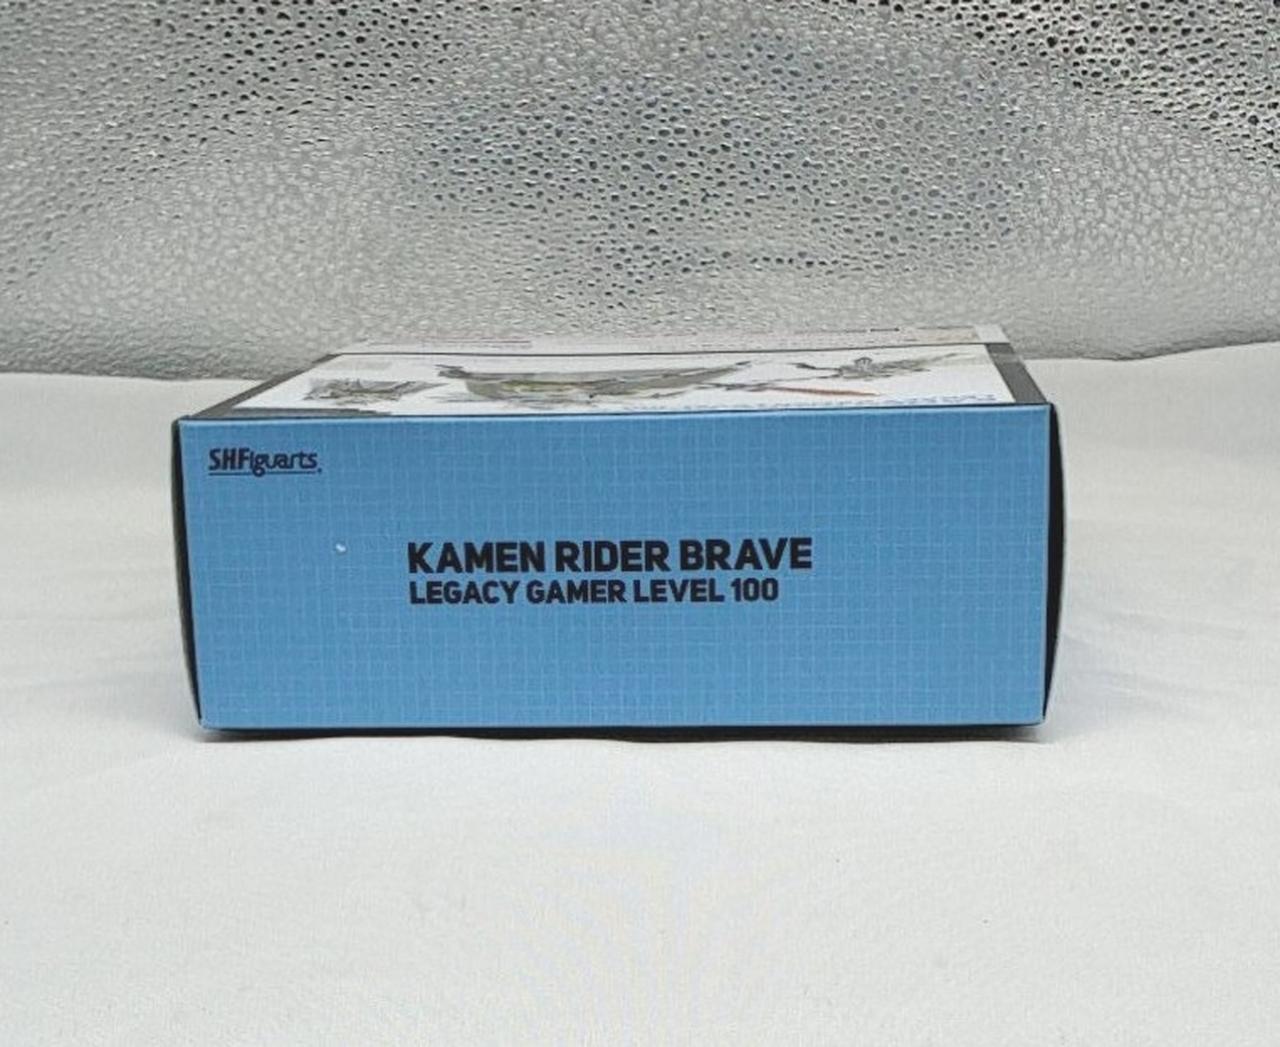 SHFiguarts
KAMEN RIDER BRAVE
LEGACY GAMER LEVEL 100